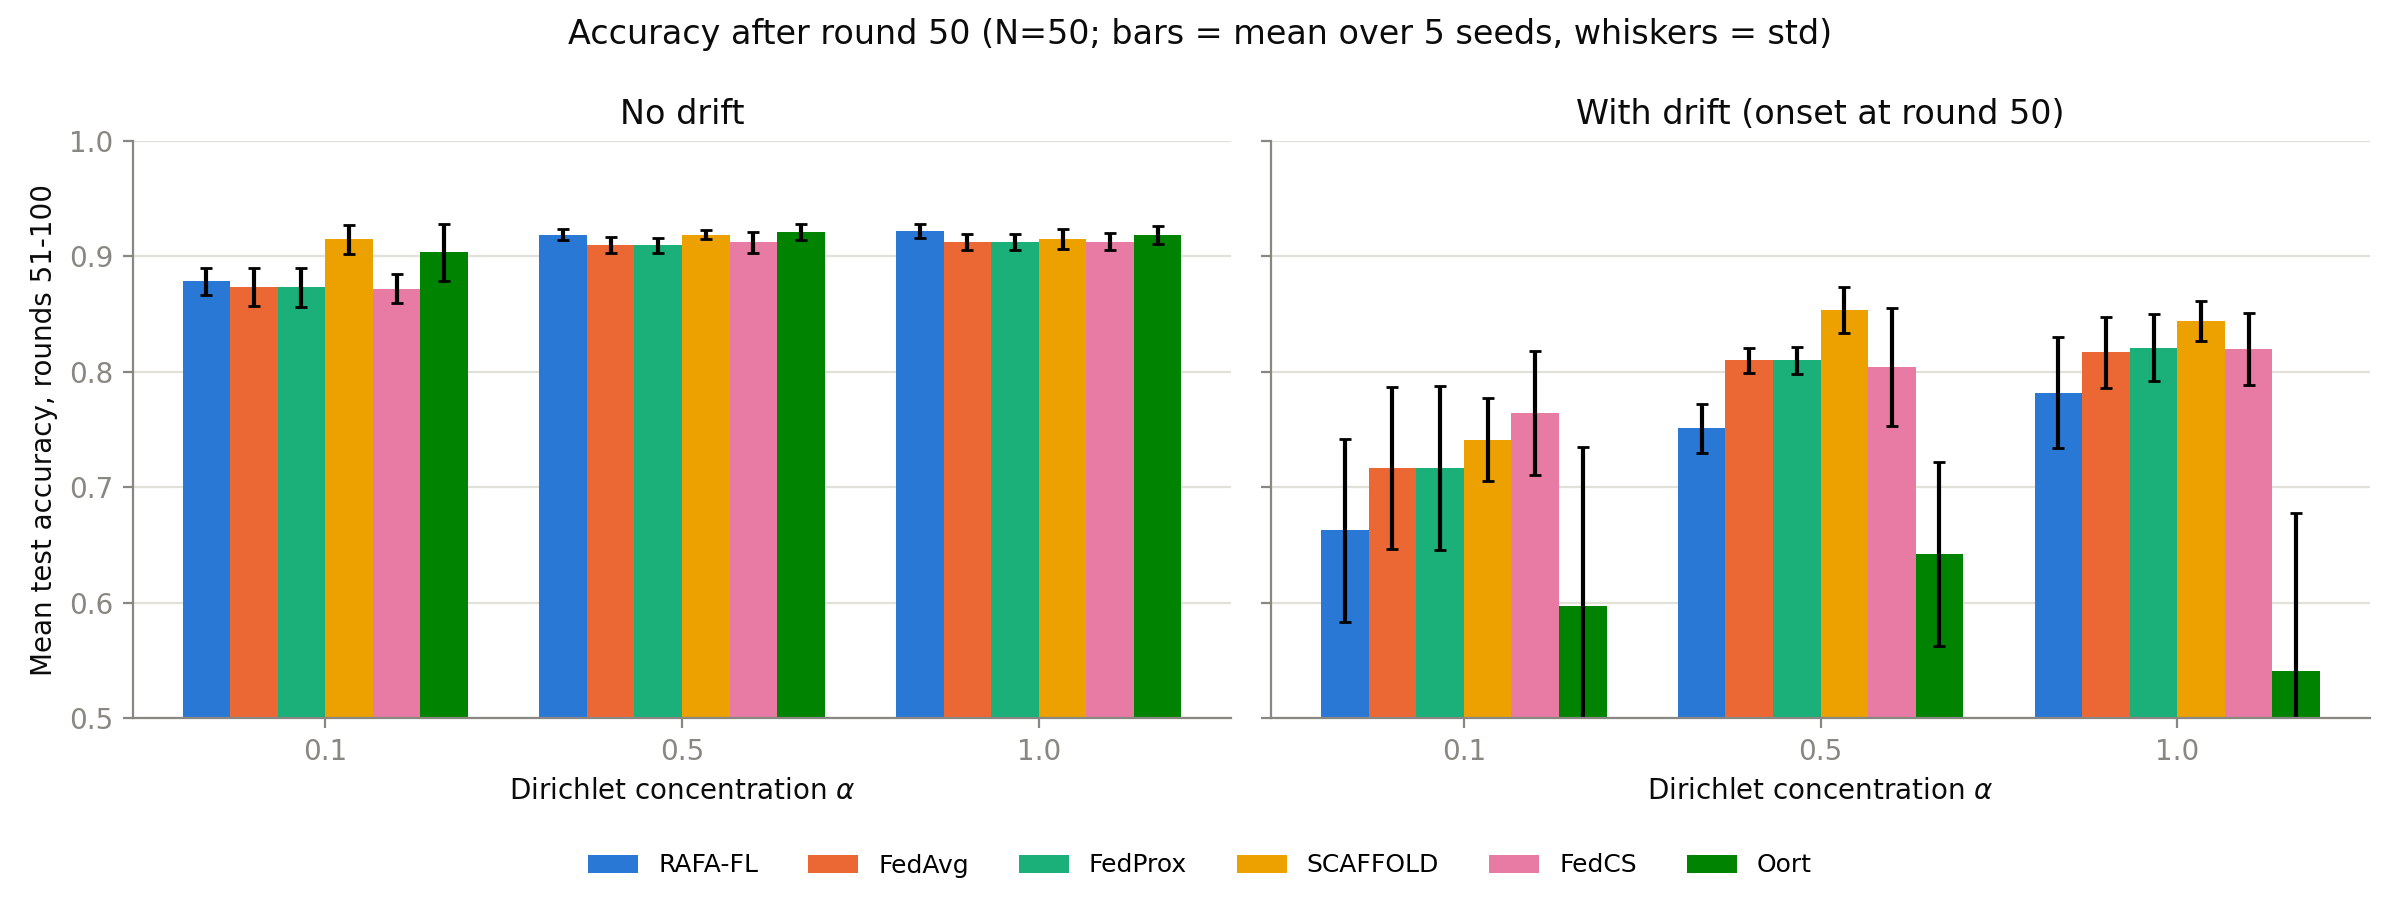 Accuracy after round 50 (N=50; bars = mean over 5 seeds, whiskers = std)
No drift
With drift (onset at round 50)
Mean test accuracy, rounds 51-100
1.0
0.9
0.8
0.7
0.6
0.5
0.1
0.5
1.0
0.1
0.5
1.0
Dirichlet concentration α
Dirichlet concentration α
RAFA-FL
FedAvg
FedProx
SCAFFOLD
FedCS
Oort